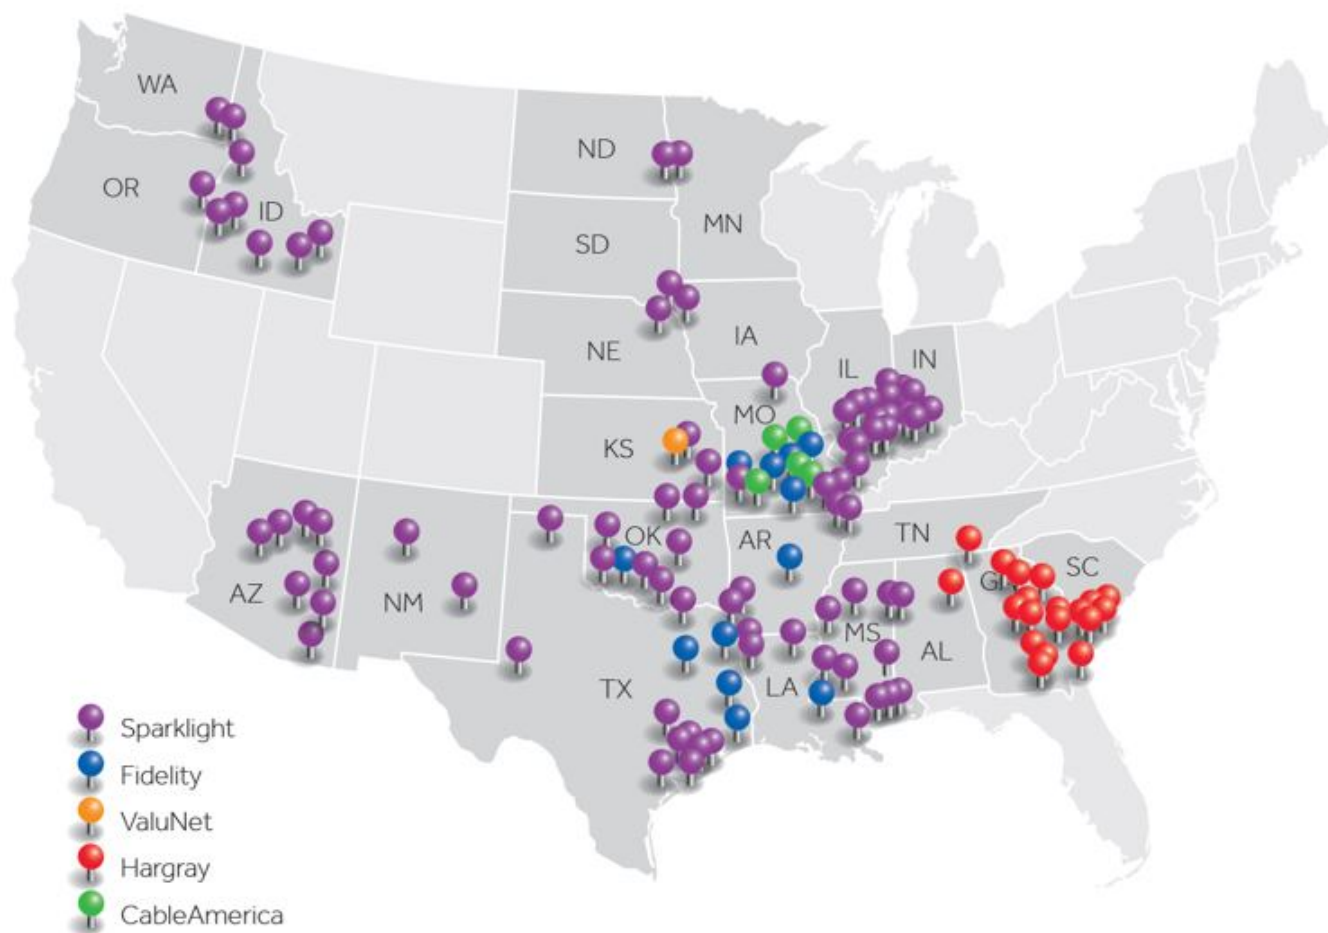 WA
ND
OR
ID
MN
SD
IA
NE
IL
IN
MO
KS
OK
AR
TN
SC
AZ
NM
MS
AL
TX
LA
Sparklight
Fidelity
ValuNet
Hargray
CableAmerica